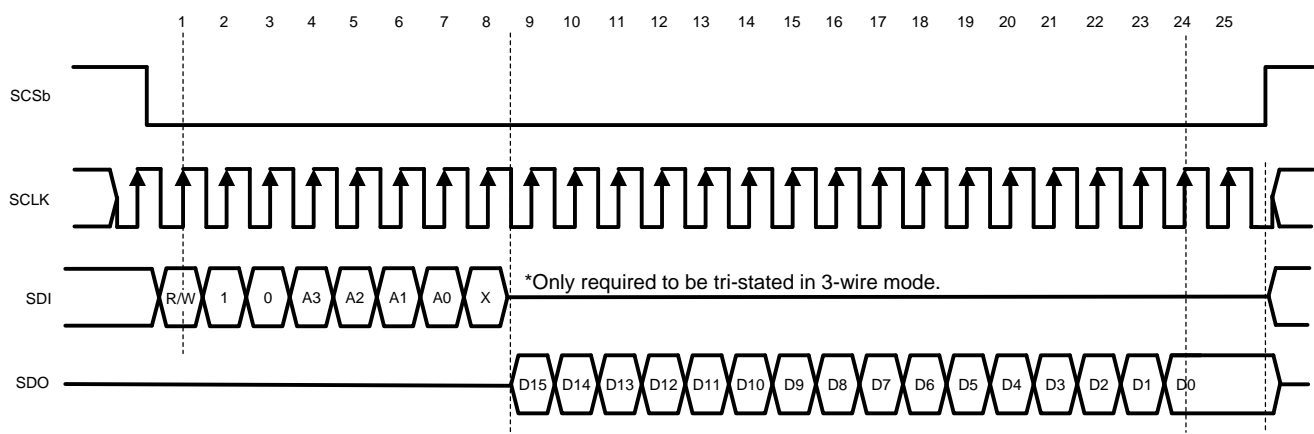 1 2 3 4 5 6 7 8 9 10 11 12 13 14 15 16 17 18 19 20 21 22 23 24 25
SCSb
SCLK
SDI R/W 1 0 A3 A2 A1 A0 X *Only required to be tri-stated in 3-wire mode.
SDO D15 D14 D13 D12 D11 D10 D9 D8 D7 D6 D5 D4 D3 D2 D1 D0